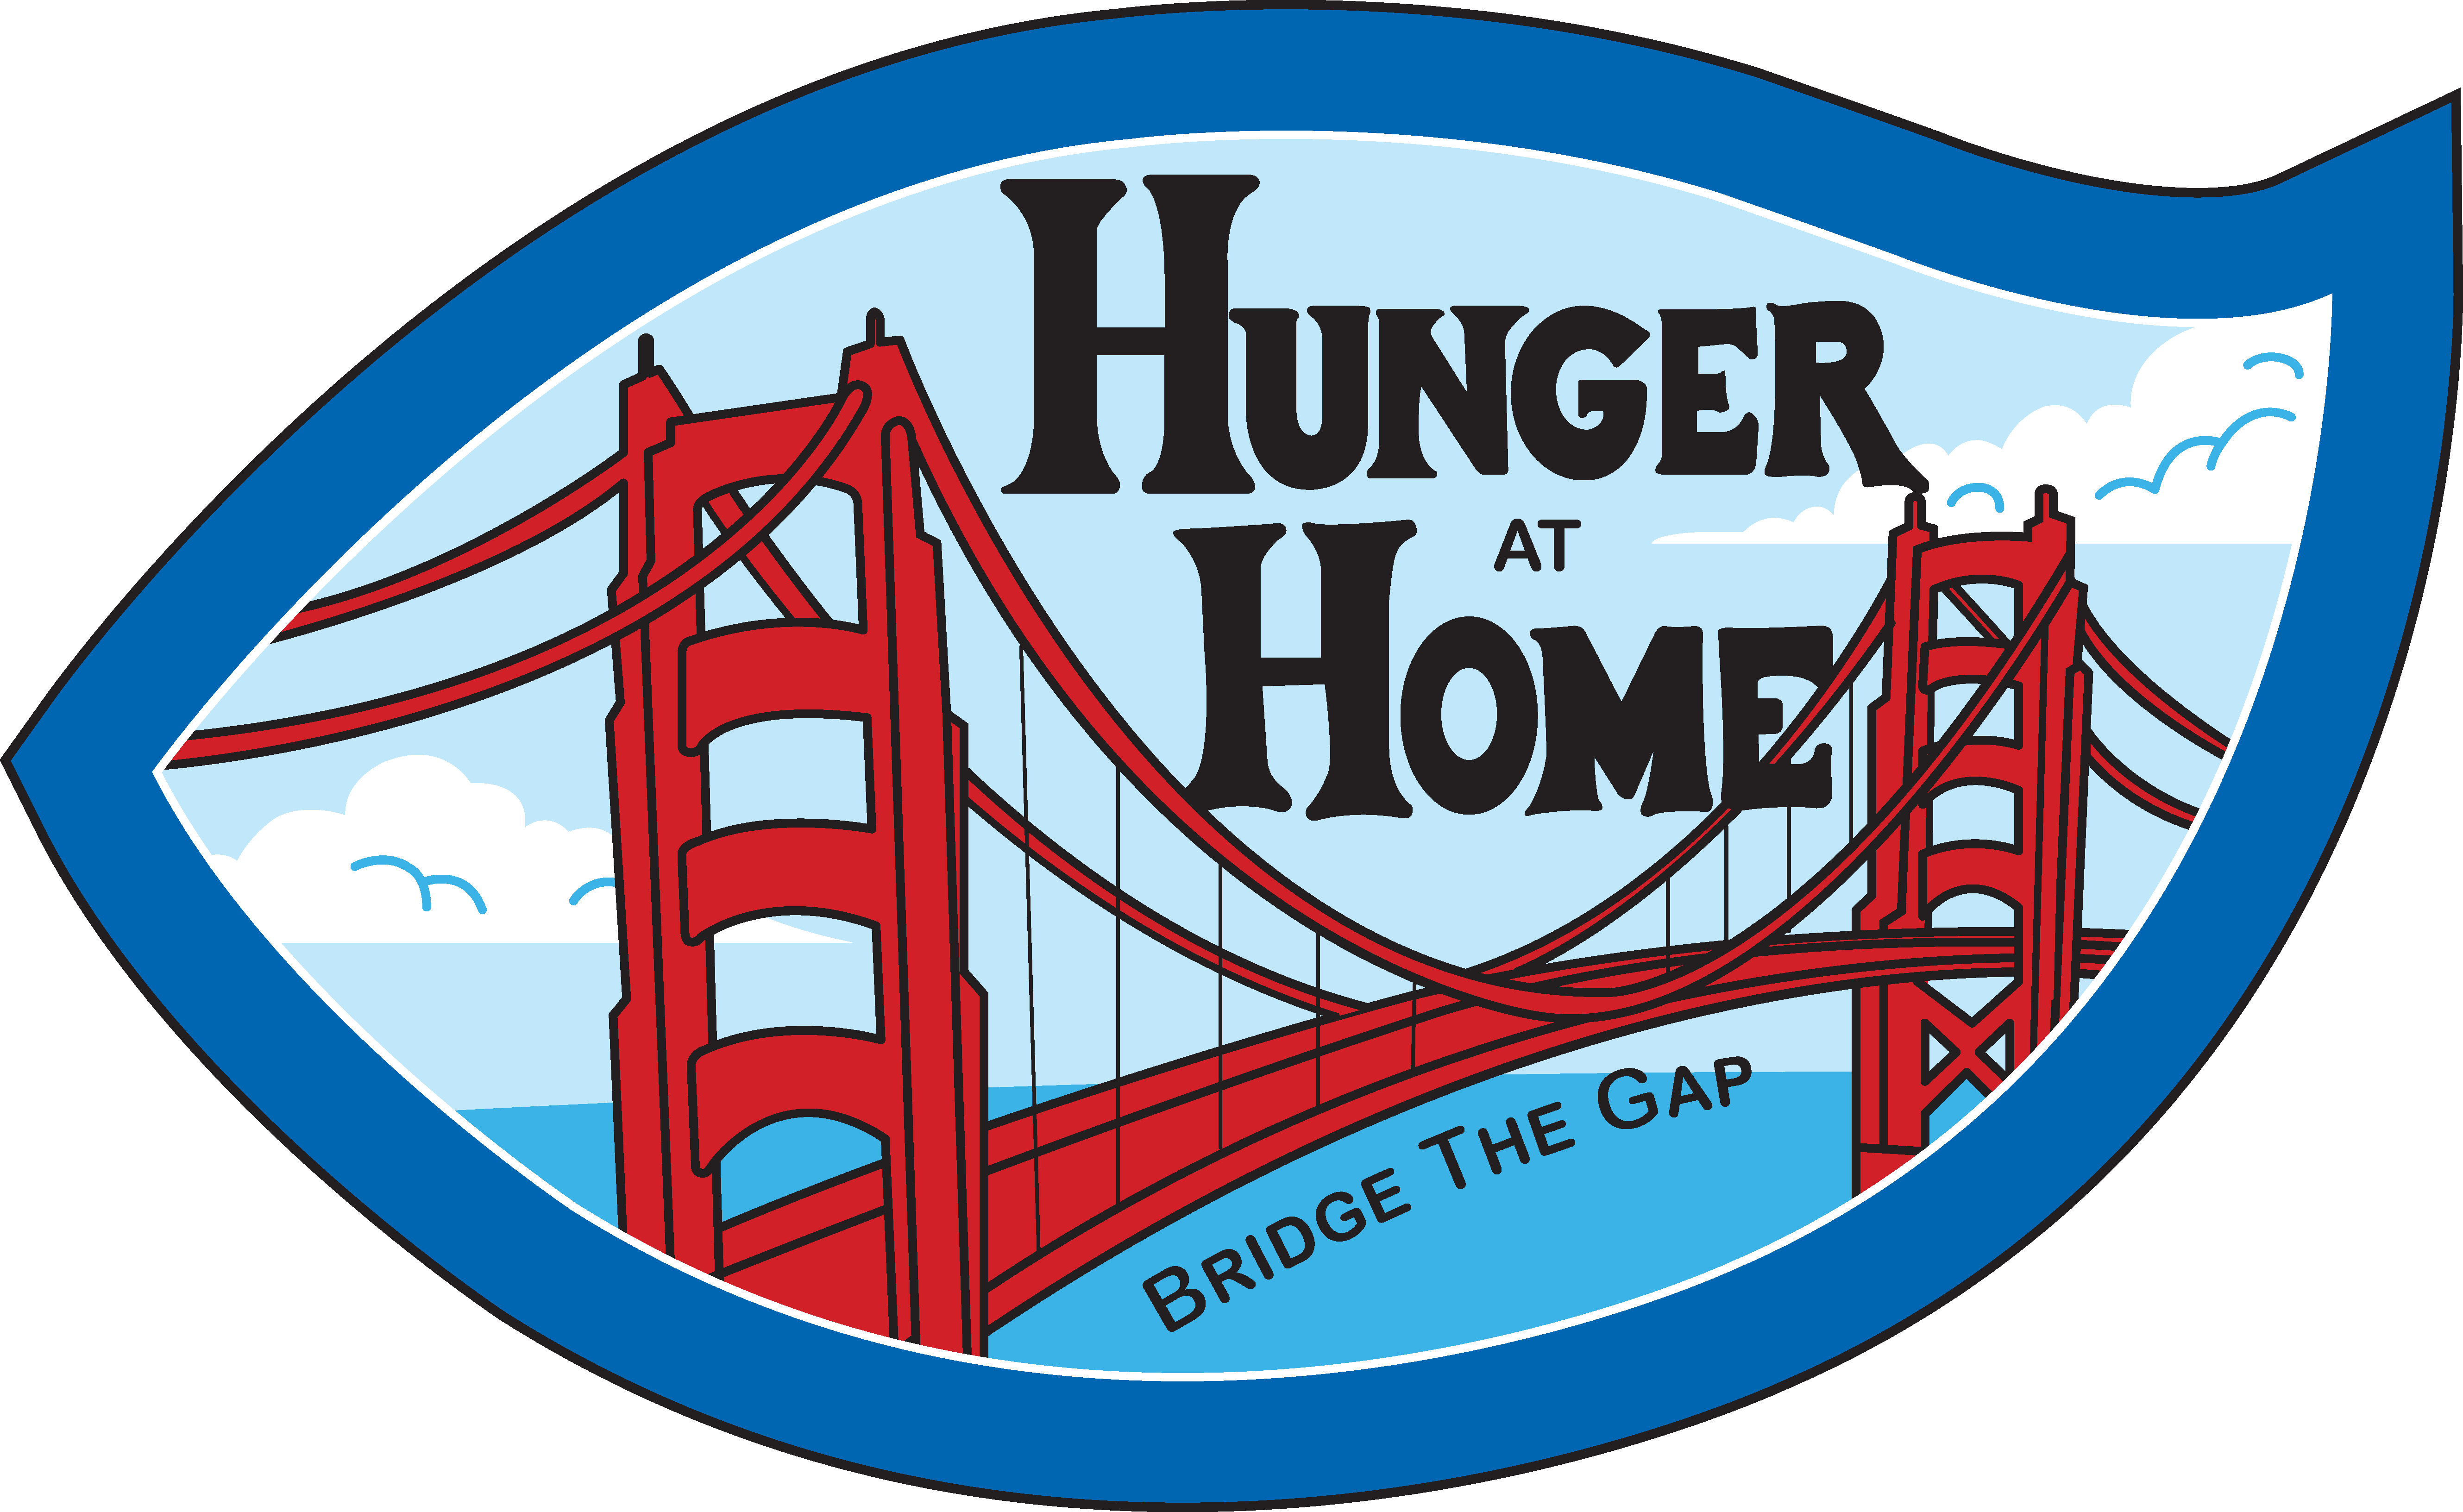 HUNGER
AT
HOME
BRIDGE THE GAP